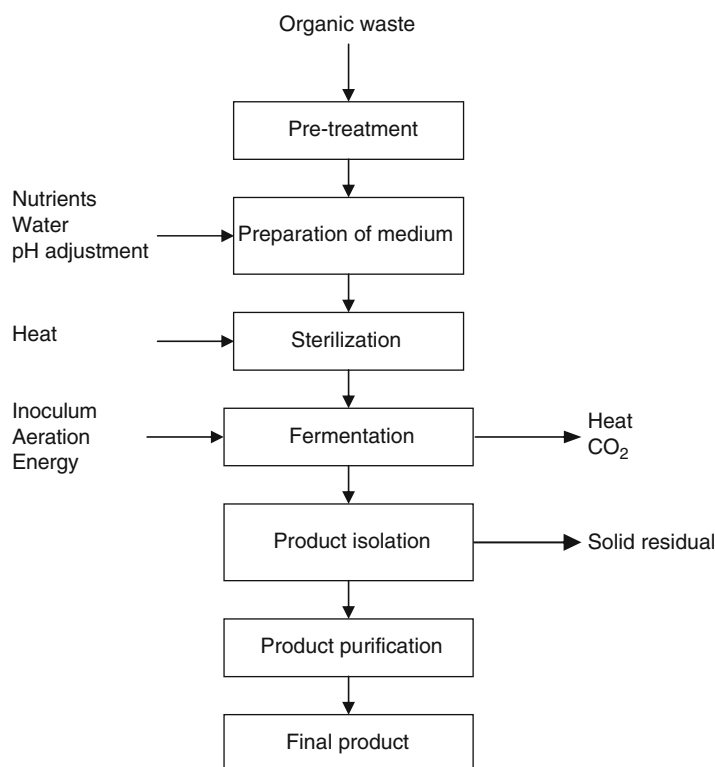 Organic waste
Pre-treatment
Nutrients
Water
pH adjustment
Preparation of medium
Heat
Sterilization
Inoculum
Aeration
Energy
Fermentation
Heat
CO₂
Product isolation
Solid residual
Product purification
Final product